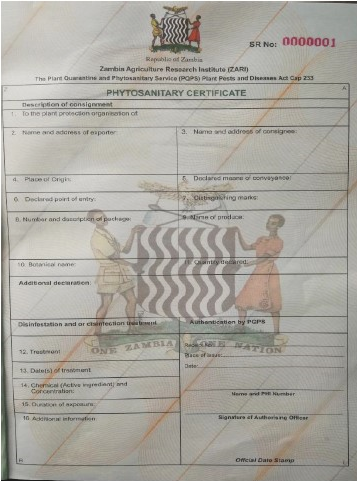 Republic of Zambia
SR No: 0000001
Zambia Agriculture Research Institute (ZARI)
The Plant Quarantine and Phytosanitary Service (PQPS) Plant Pests and Diseases Act Cap 233
PHYTOSANITARY CERTIFICATE
Description of consignment
1. To the plant protection organisation of
2. Name and address of exporter:
3. Name and address of consignee:
4. Place of Origin:
5. Declared means of conveyance:
6. Declared point of entry:
7. Distinguishing marks:
8. Number and description of package:
9. Name of produce
10. Botanical name:
11. Quantity declared:
Additional declaration:
ONE ZAMBIA ONE NATION
Disinfestation and or disinfection treatment
Authentication by PQPS
12. Treatment
Place of issue:
Date:
13. Date(s) of treatment
14. Chemical (Active ingredient) and
Concentration:
Name and PIB Number
15. Duration of exposure:
16. Additional information:
Signature of Authorising Officer
Official Date Stamp